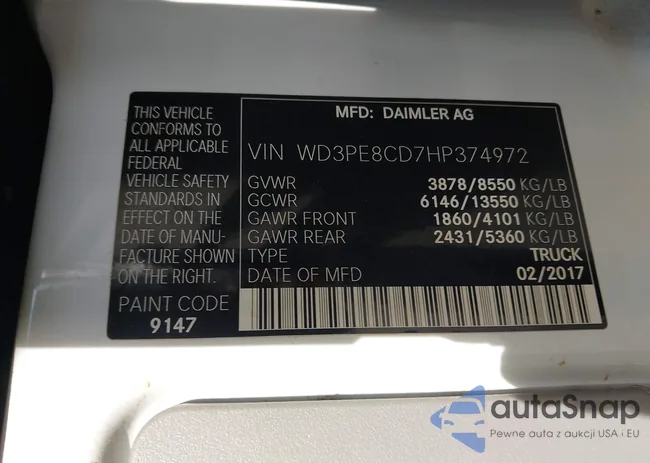 THIS VEHICLE
CONFORMS TO
ALL APPLICABLE
FEDERAL MOTOR
VEHICLE SAFETY
STANDARDS IN
EFFECT ON THE
DATE OF MANU-
FACTURE SHOWN
ON THE RIGHT.
PAINT CODE
9147
MFD: DAIMLER AG
VIN WD3PE8CD7HP374972
GVWR 3878/8550 KG/LB
GCWR 6146/13550 KG/LB
GAWR FRONT 1860/4101 KG/LB
GAWR REAR 2431/5360 KG/LB
TYPE TRUCK
DATE OF MFD 02/2017
autaSnap
Pewne auta z aukcji USA i EU